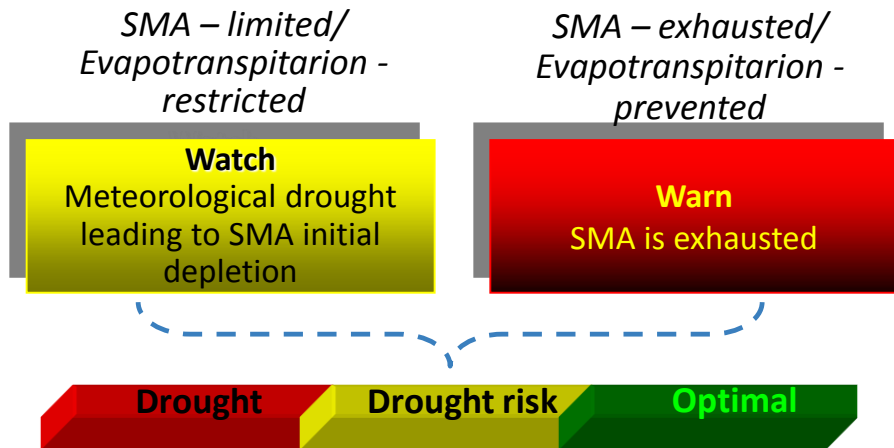 SMA – limited/
Evapotranspitarion -
restricted
SMA – exhausted/
Evapotranspitarion -
prevented
Watch
Meteorological drought
leading to SMA initial
depletion
Warn
SMA is exhausted
Drought
Drought risk
Optimal